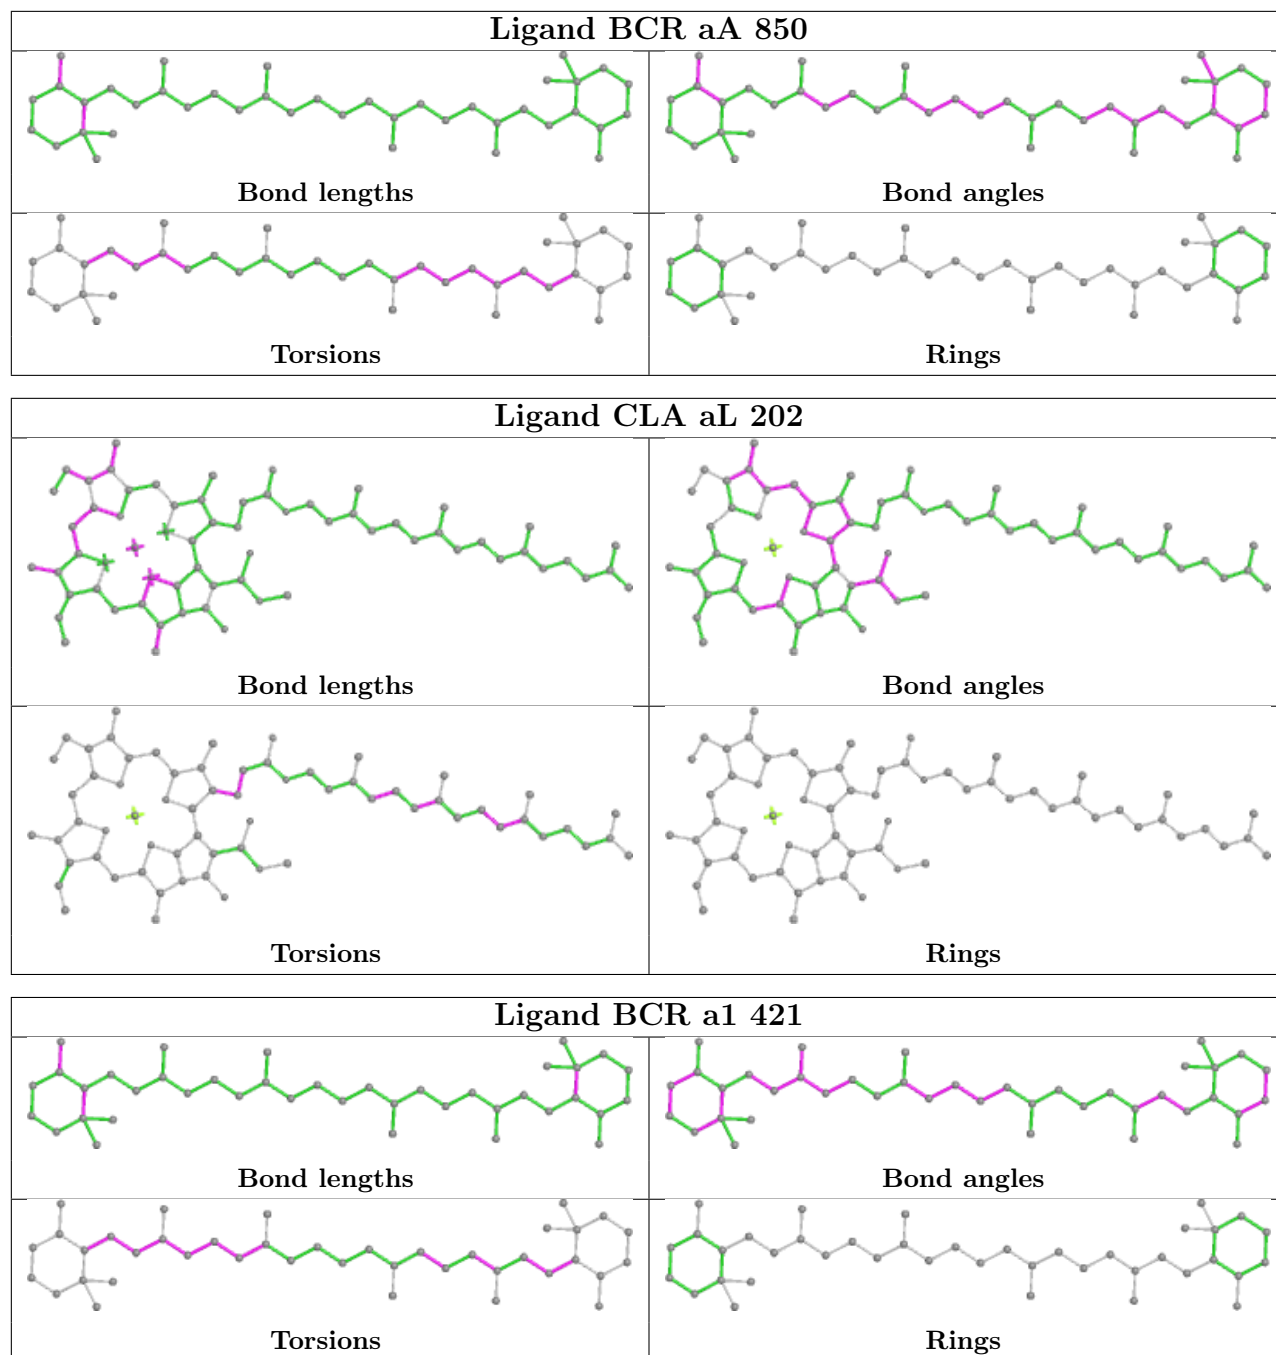 Ligand BCR aA 850
Bond lengths
Bond angles
Torsions
Rings
Ligand CLA aL 202
Bond lengths
Bond angles
Torsions
Rings
Ligand BCR a1 421
Bond lengths
Bond angles
Torsions
Rings